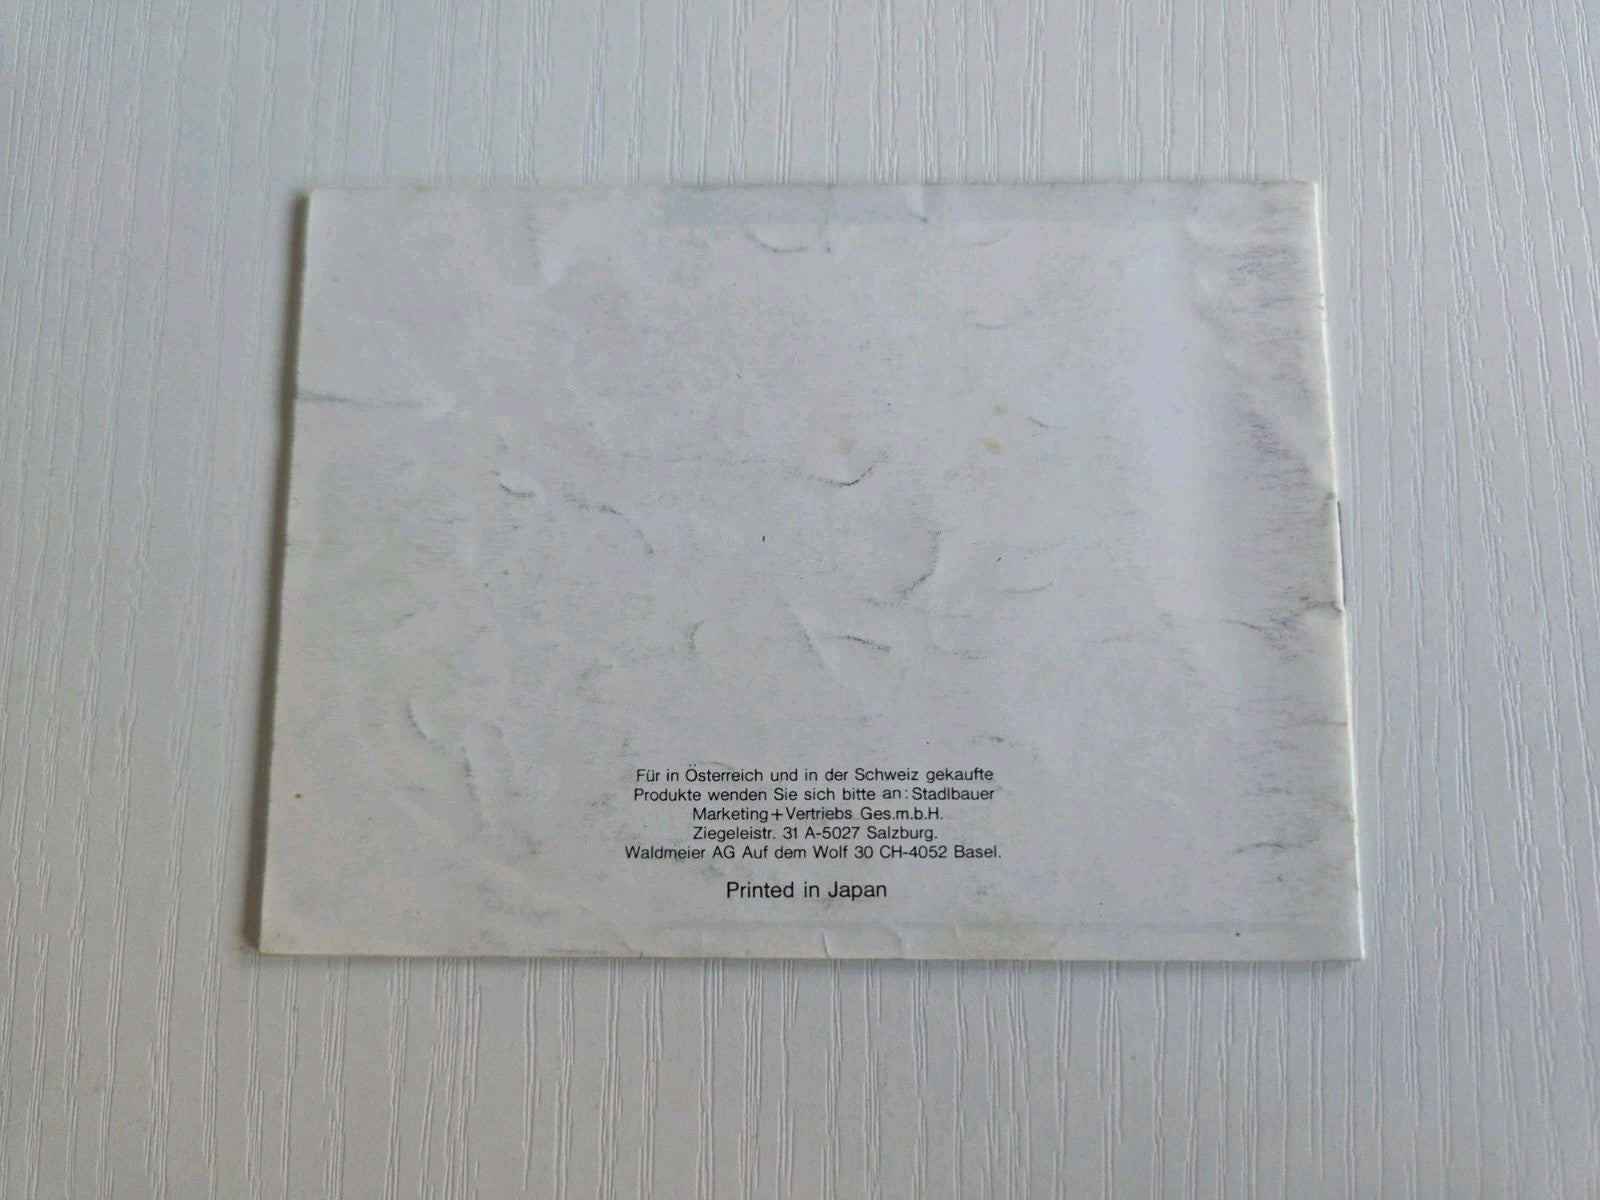 Für in Österreich und in der Schweiz gekaufte
Produkte wenden Sie sich bitte an: Stadlbauer
Marketing+Vertriebs Ges.m.b.H.
Ziegeleistr. 31 A-5027 Salzburg.
Waldmeier AG Auf dem Wolf 30 CH-4052 Basel.
Printed in Japan